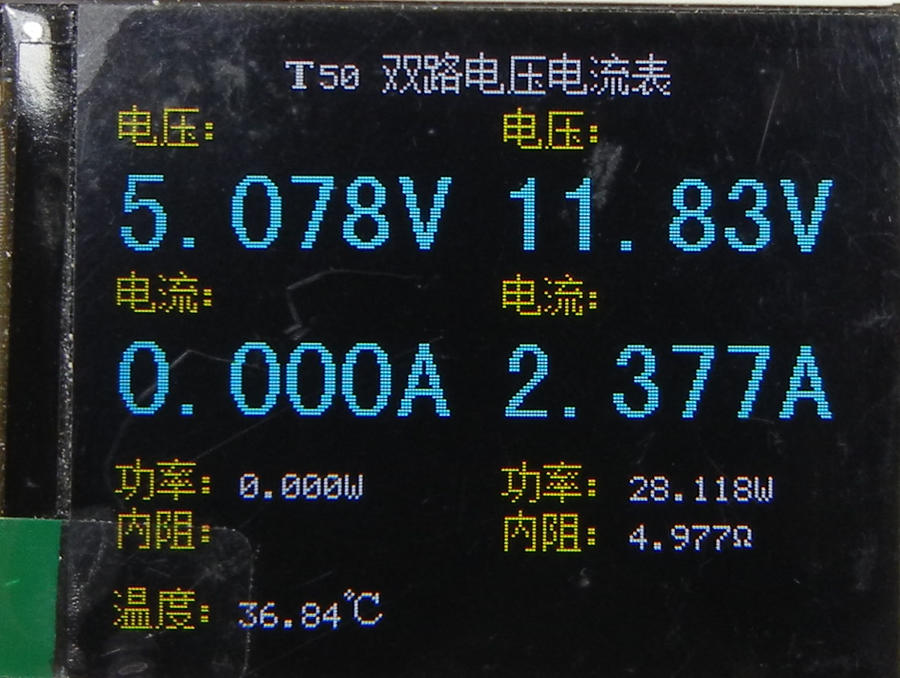 T50 双路电压电流表
电压: 电压:
5.078V 11.83V
电流: 电流:
0.000A 2.377A
功率: 0.000W 功率: 28.118W
内阻: 内阻: 4.977Ω
温度: 36.84℃